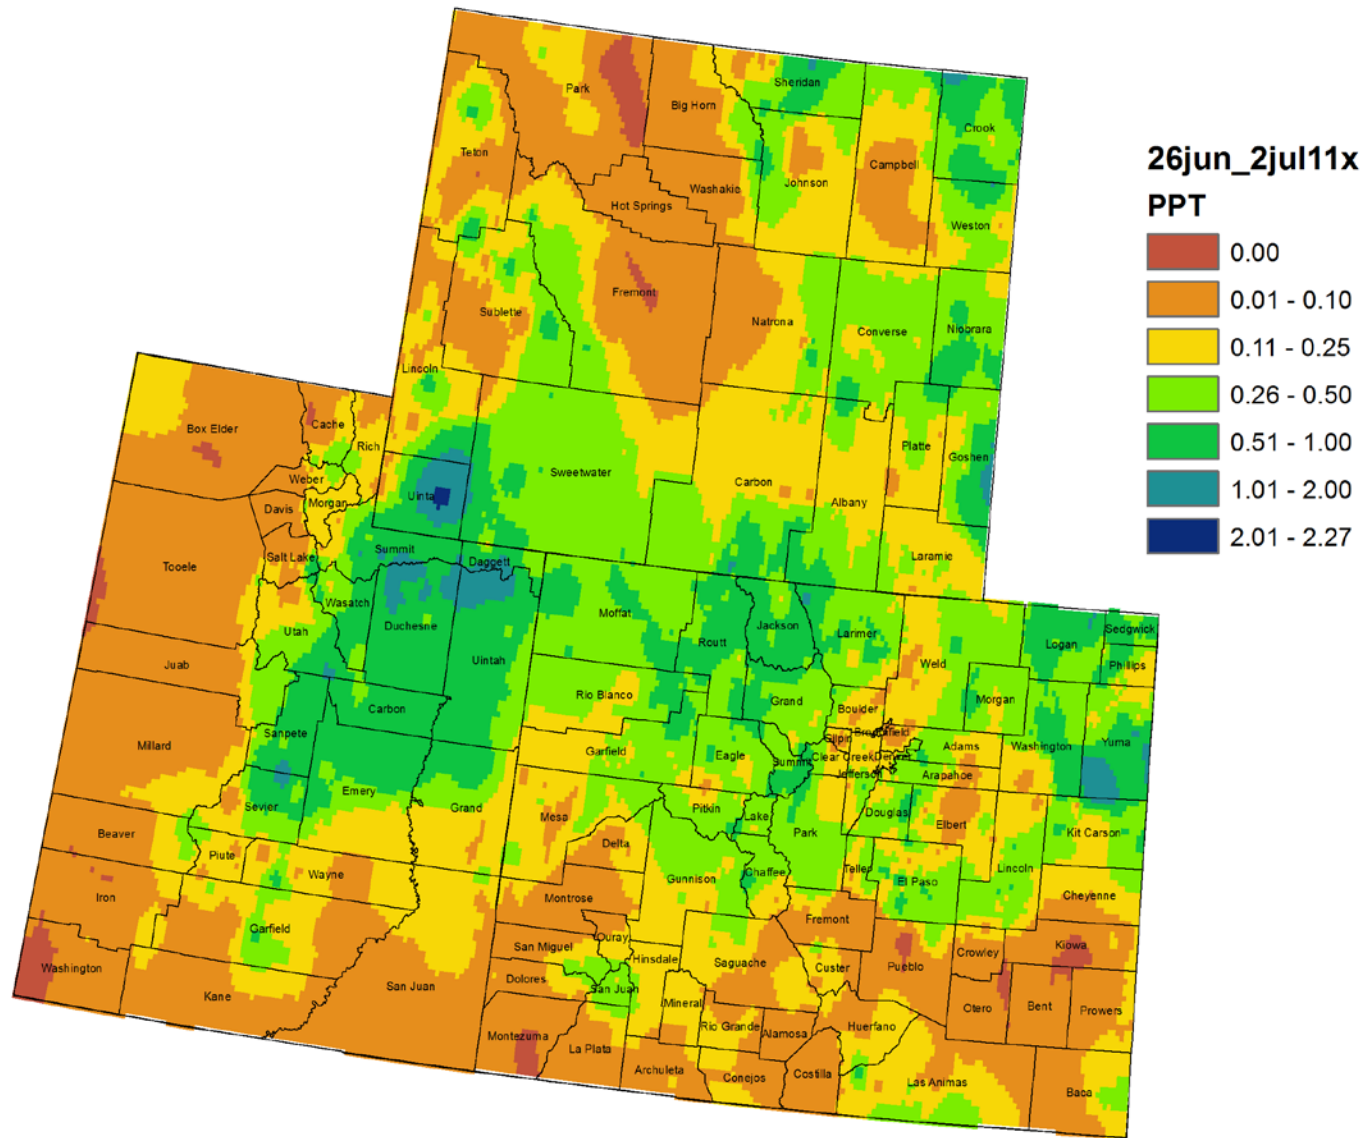 26jun_2jul11x
PPT
0.00
0.01 - 0.10
0.11 - 0.25
0.26 - 0.50
0.51 - 1.00
1.01 - 2.00
2.01 - 2.27
Sheridan
Park
Big Horn
Crook
Teton
Campbell
Johnson
Washakie
Hot Springs
Weston
Fremont
Sublette
Natrona
Converse
Niobrara
Lincoln
Box Elder
Cache
Rich
Platte
Goshen
Sweetwater
Weber
Carbon
Uinta
Morgan
Albany
Davis
Summit
Salt Lake
Laramie
Tooele
Daggett
Wasatch
Moffat
Duchesne
Jackson
Utah
Larimer
Logan
Sedgwick
Routt
Uintah
Weld
Phillips
Juab
Rio Blanco
Grand
Morgan
Carbon
Boulder
Sanpete
Gilpin
Millard
Garfield
Eagle
Adams
Washington
Yuma
Summit
Clear Creek
Jefferson
Arapahoe
Emery
Sevier
Grand
Pitkin
Mesa
Lake
Douglas
Elbert
Park
Kit Carson
Beaver
Delta
Piute
Wayne
Gunnison
Chaffee
Teller
El Paso
Lincoln
Iron
Montrose
Cheyenne
Garfield
Fremont
Ouray
San Miguel
Kiowa
Hinsdale
Saguache
Custer
Pueblo
Crowley
Washington
Dolores
San Juan
Kane
San Juan
Mineral
Otero
Bent
Prowers
Rio Grande
Alamosa
Huerfano
Montezuma
La Plata
Archuleta
Conejos
Costilla
Las Animas
Baca